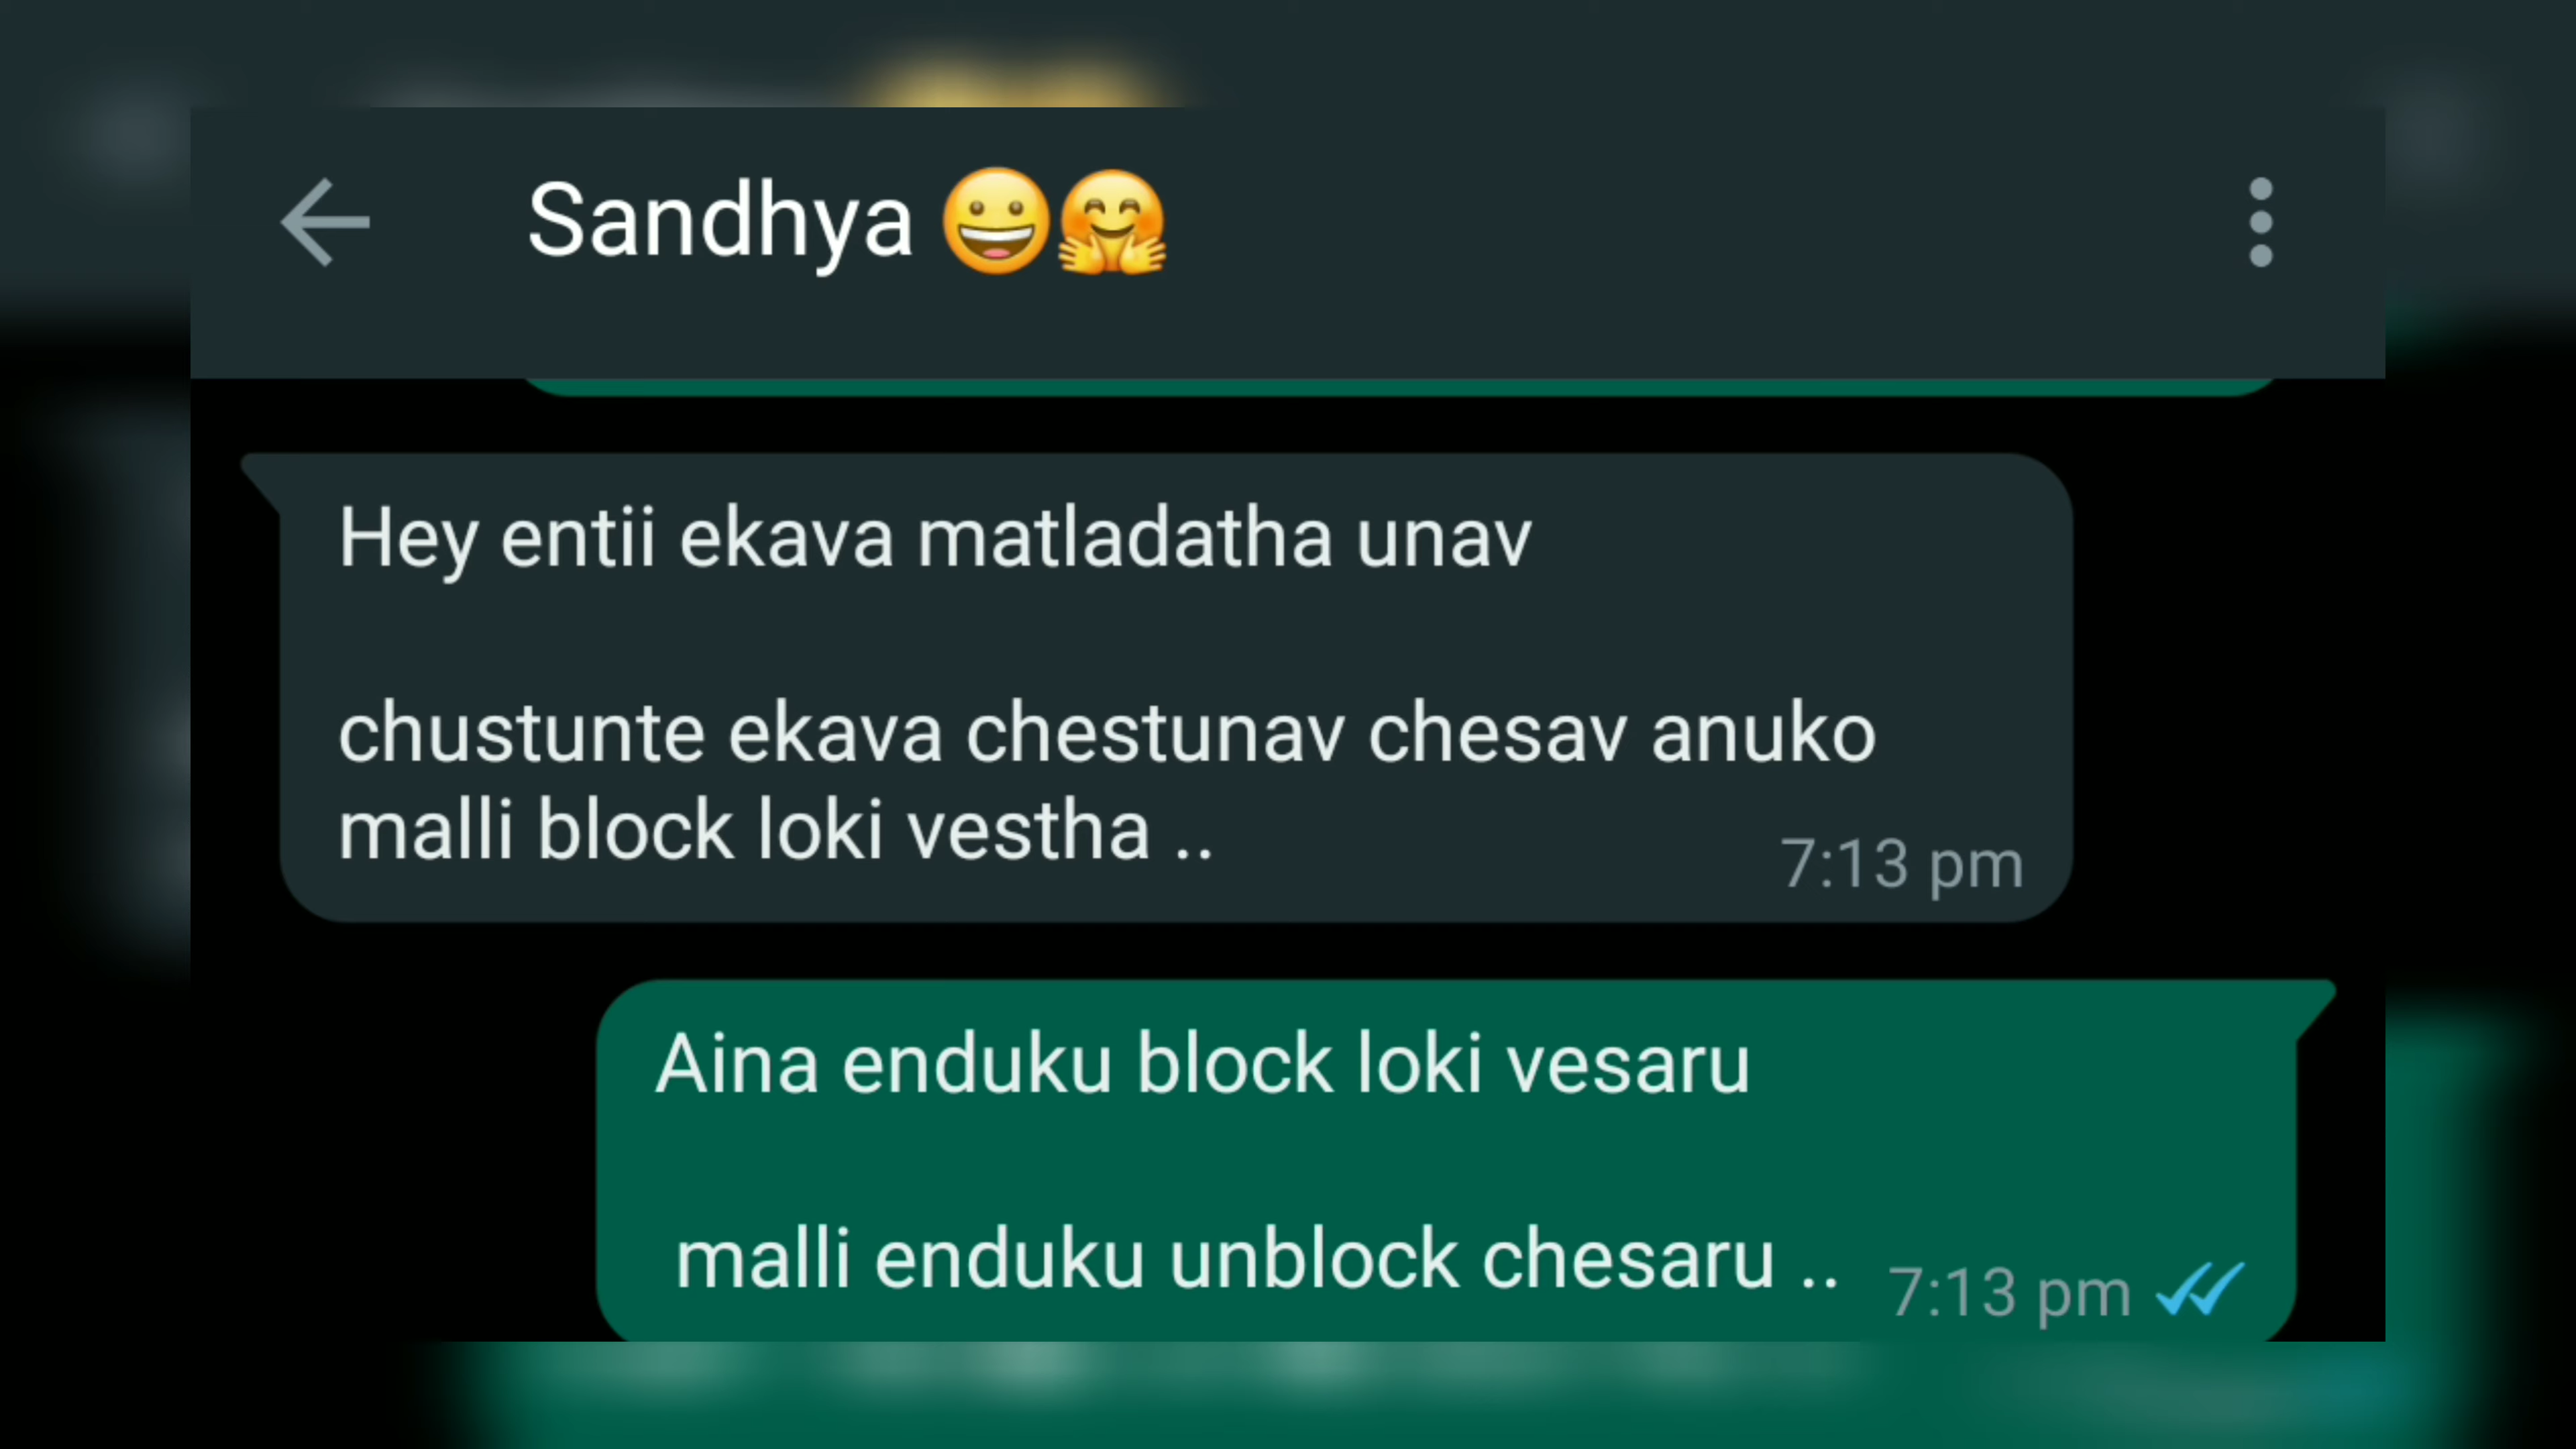 Sandhya 😀🤗
Hey entii ekava matladatha unav
chustunte ekava chestunav chesav anuko
malli block loki vestha ..
7:13 pm
Aina enduku block loki vesaru
malli enduku unblock chesaru ..
7:13 pm